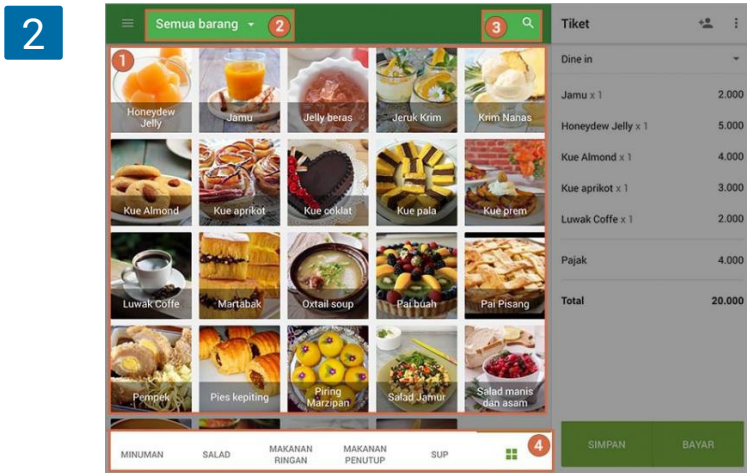 2
Semua barang
2
3
Tiket
1
Honeydew
Jelly
Jamu
Jelly beras
Jeruk Krim
Krim Nanas
Kue Almond
Kue aprikot
Kue coklat
Kue pala
Kue prem
Luwak Coffe
Martabak
Oxtail soup
Pai buah
Pai Pisang
Pempek
Pies kepiting
Piring
Marzipan
Salad Jamur
Salad manis
dan asam
MINUMAN
SALAD
MAKANAN
RINGAN
MAKANAN
PENUTUP
SUP
4
Dine in
Jamu x 1 2.000
Honeydew Jelly x 1 5.000
Kue Almond x 1 4.000
Kue aprikot x 1 3.000
Luwak Coffe x 1 2.000
Pajak 4.000
Total 20.000
SIMPAN
BAYAR